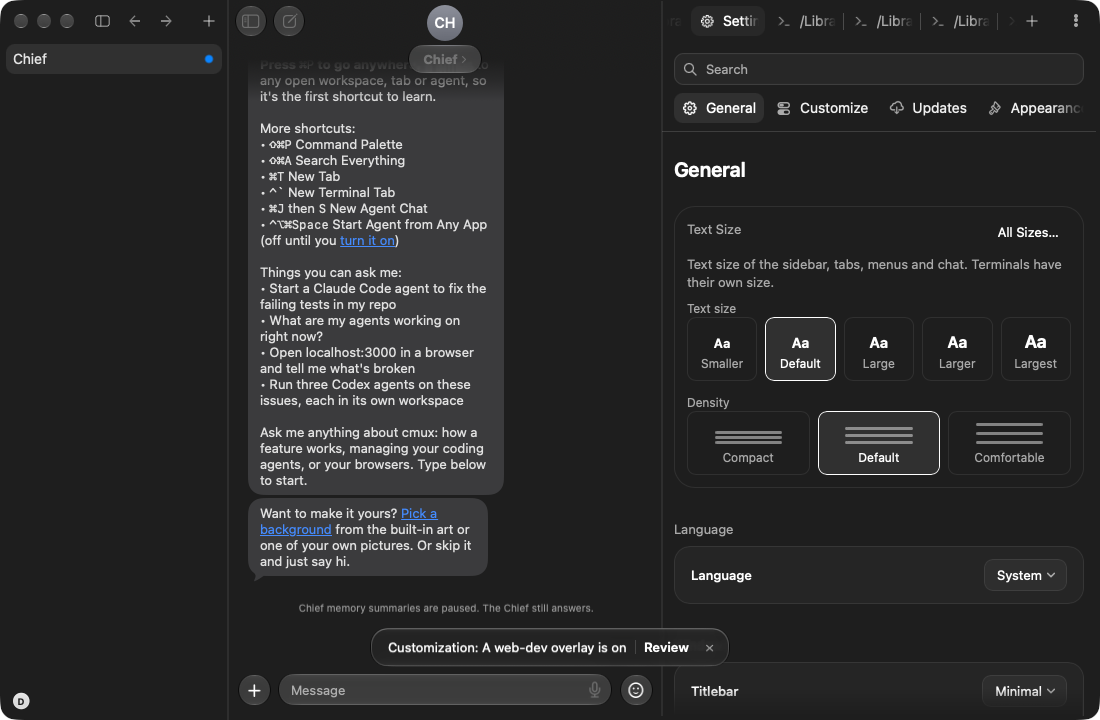 Chief
CH
Chief
any open workspace, tab or agent, so
it's the first shortcut to learn.
More shortcuts:
• ⇧⌘P Command Palette
• ⇧⌘A Search Everything
• ⌘T New Tab
• ^` New Terminal Tab
• ⌘J then S New Agent Chat
• ^⌥⌘Space Start Agent from Any App
(off until you turn it on)
Things you can ask me:
• Start a Claude Code agent to fix the
failing tests in my repo
• What are my agents working on
right now?
• Open localhost:3000 in a browser
and tell me what's broken
• Run three Codex agents on these
issues, each in its own workspace
Ask me anything about cmux: how a
feature works, managing your coding
agents, or your browsers. Type below
to start.
Want to make it yours? Pick a
background from the built-in art or
one of your own pictures. Or skip it
and just say hi.
Chief memory summaries are paused. The Chief still answers.
Customization: A web-dev overlay is on Review ×
Message
D
Settin
/Libra
/Libra
/Libra
Search
General Customize Updates Appearanc
General
Text Size
All Sizes...
Text size of the sidebar, tabs, menus and chat. Terminals have
their own size.
Text size
Aa Aa Aa Aa Aa
Smaller Default Large Larger Largest
Density
Compact Default Comfortable
Language
Language System
Titlebar Minimal